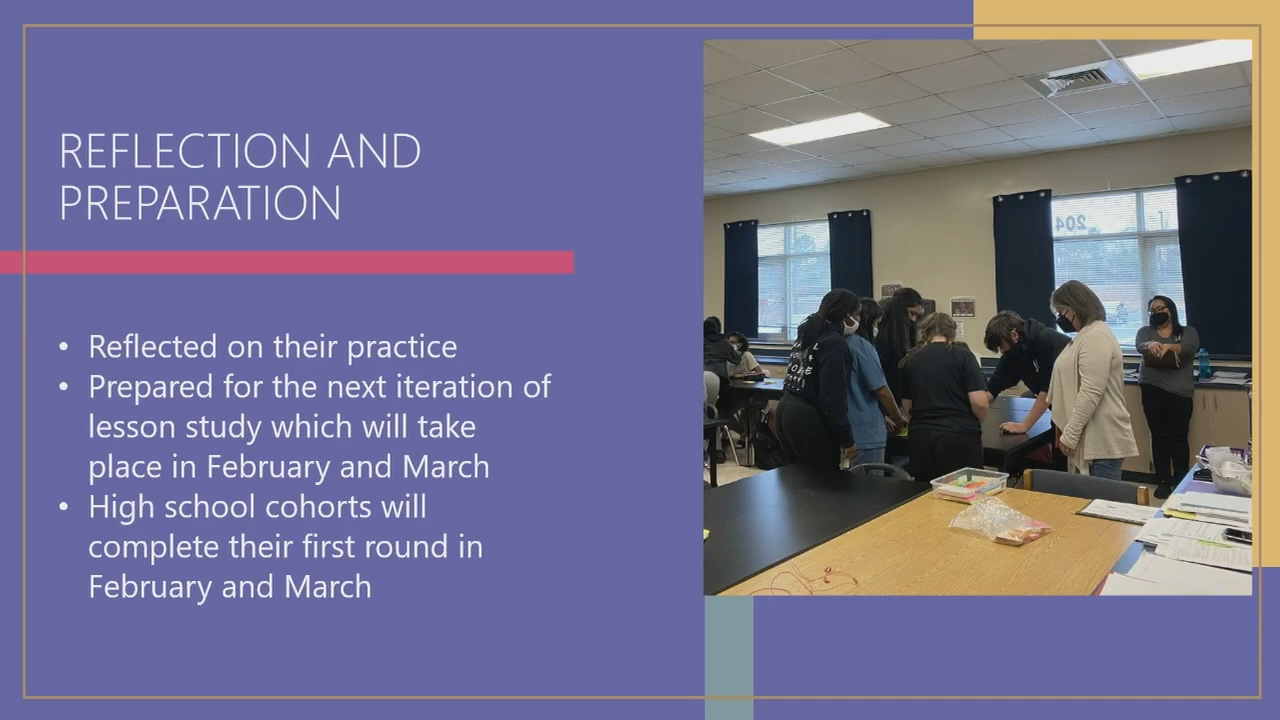 REFLECTION AND
PREPARATION
• Reflected on their practice
• Prepared for the next iteration of
lesson study which will take
place in February and March
• High school cohorts will
complete their first round in
February and March
204